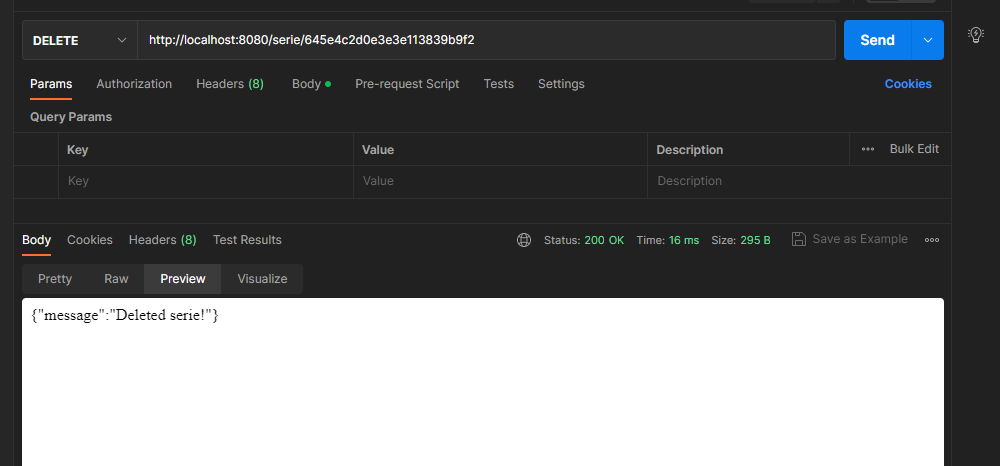 DELETE http://localhost:8080/serie/645e4c2d0e3e3e113839b9f2 Send
Params Authorization Headers (8) Body Pre-request Script Tests Settings Cookies
Query Params
Key Value Description Bulk Edit
Key Value Description
Body Cookies Headers (8) Test Results Status: 200 OK Time: 16 ms Size: 295 B Save as Example
Pretty Raw Preview Visualize
{"message":"Deleted serie!"}